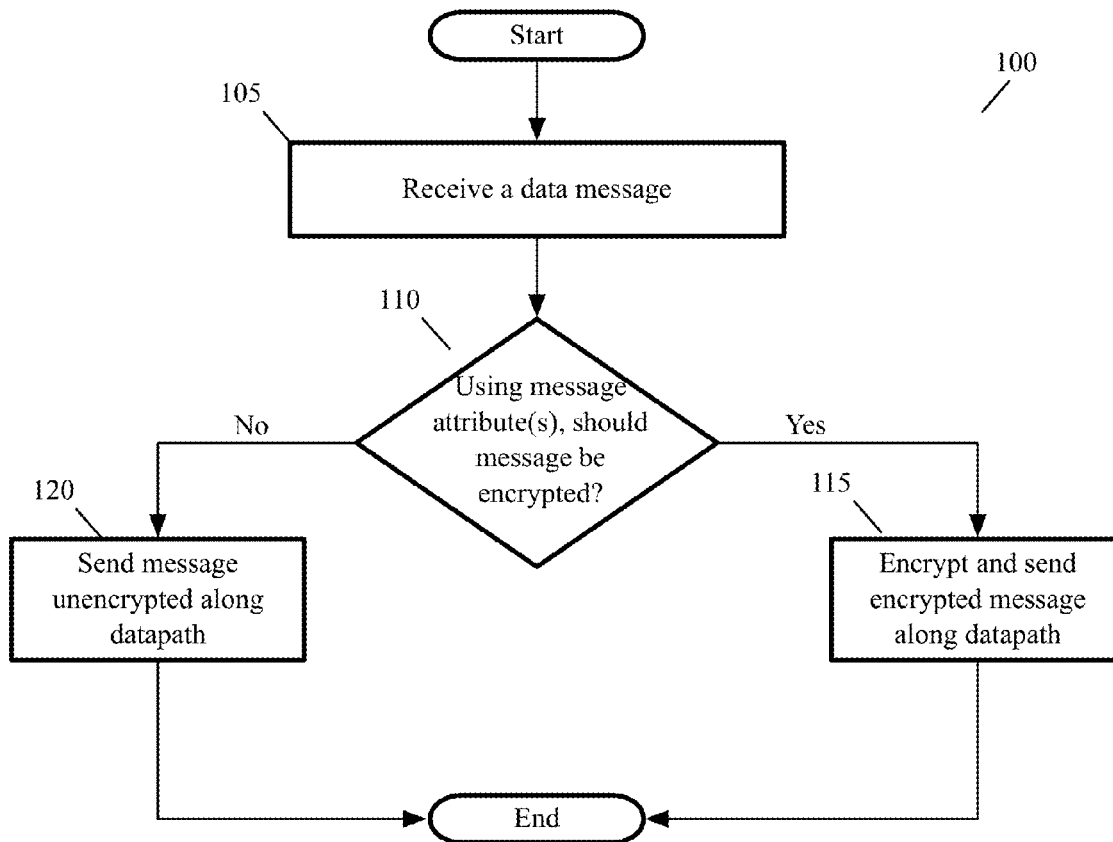 Start
100
105
Receive a data message
110
Using message
attribute(s), should
message be
encrypted?
No
Yes
120
Send message
unencrypted along
datapath
115
Encrypt and send
encrypted message
along datapath
End